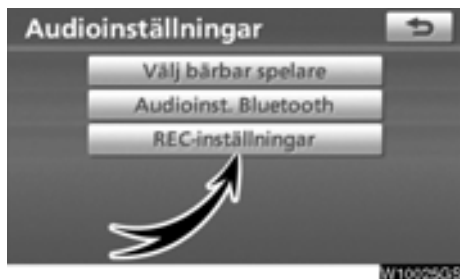 Audioinställningar
Välj bärbar spelare
Audioinst. Bluetooth
REC-inställningar
W10025GS